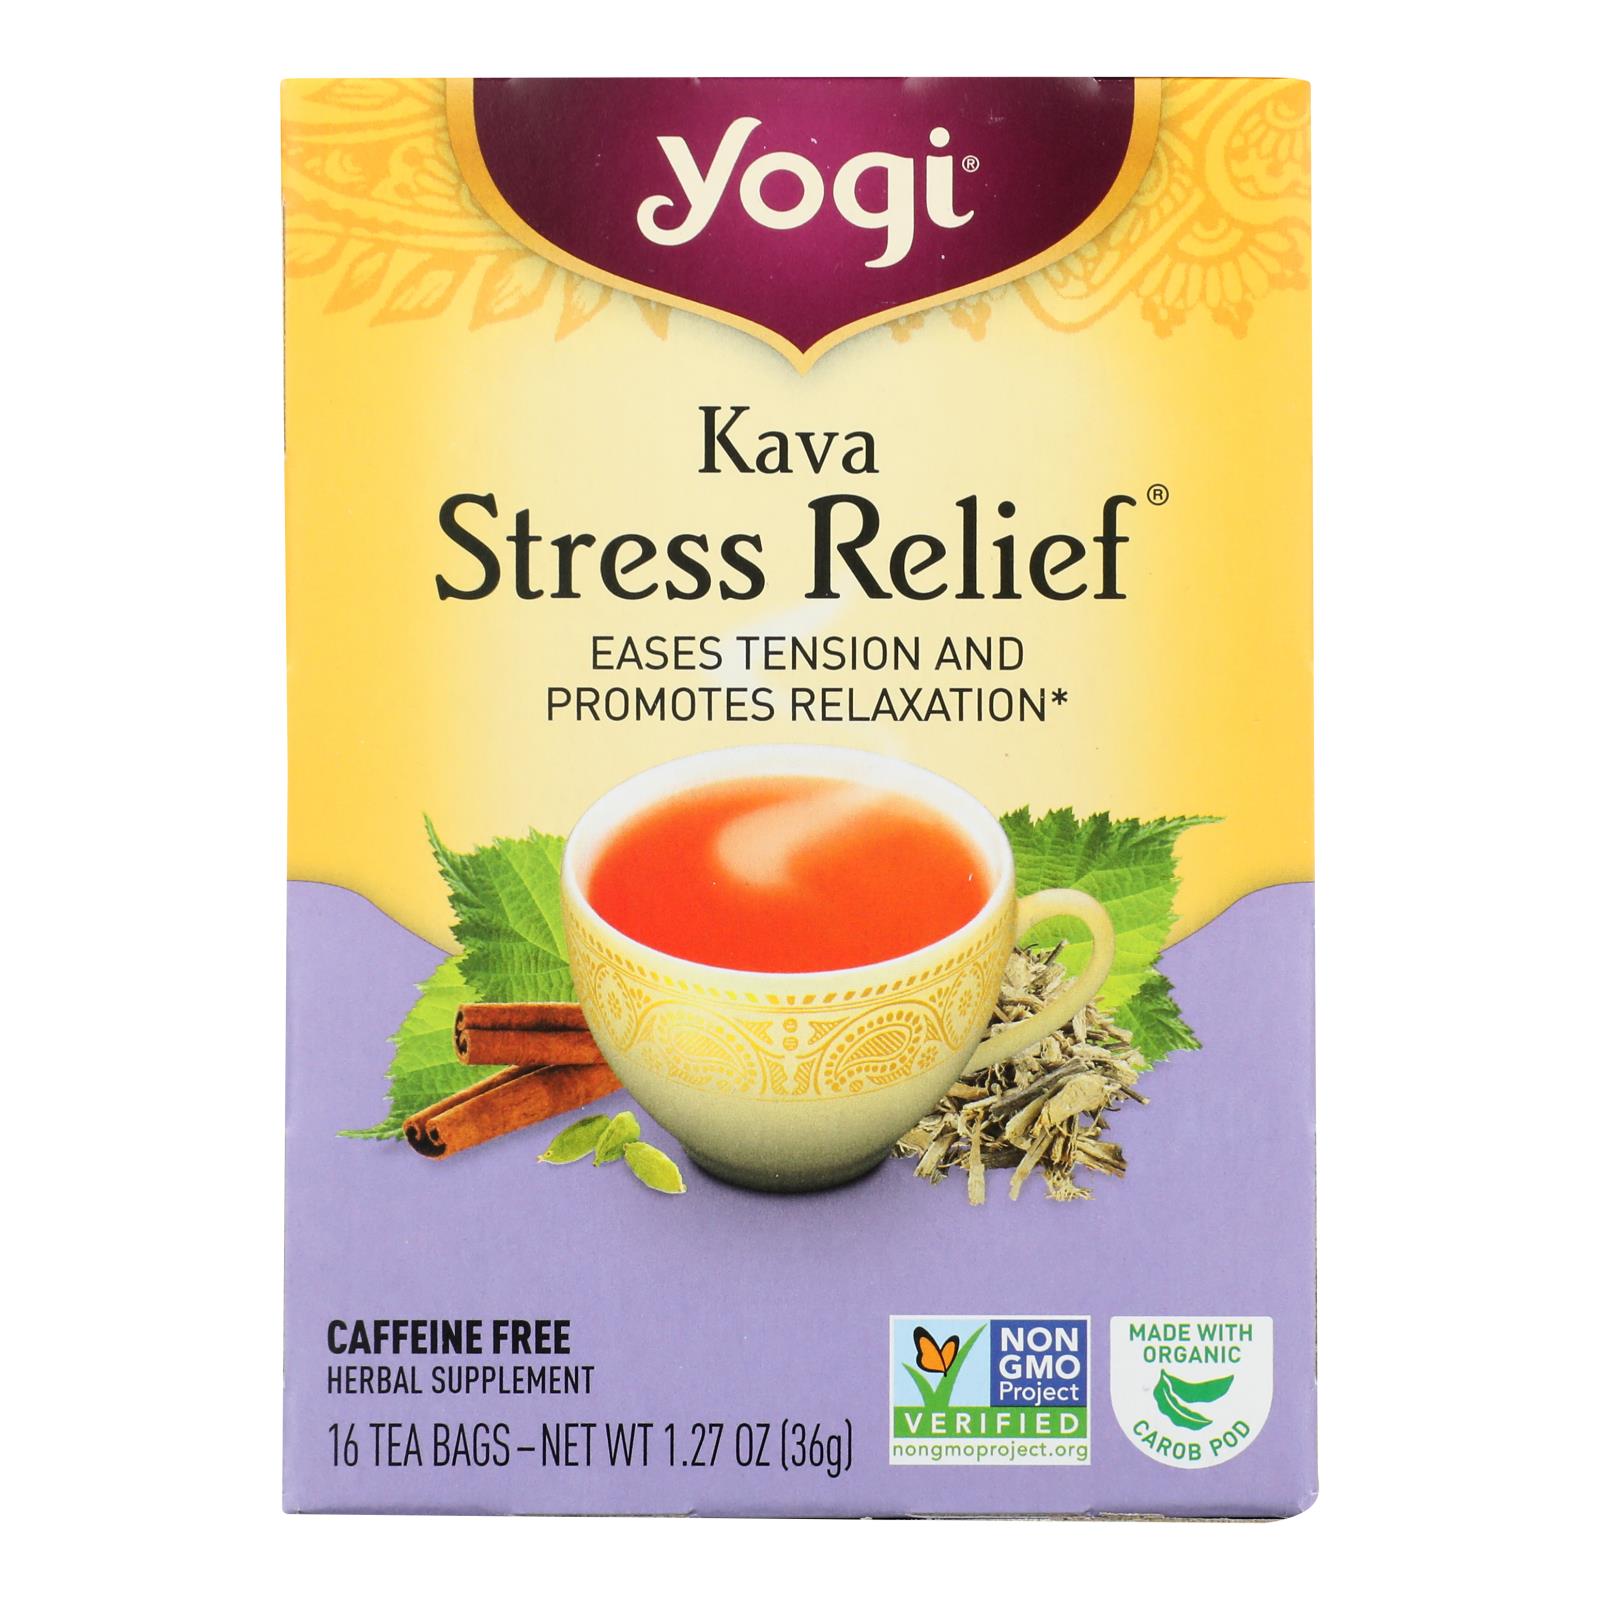 yogi®
Kava
Stress Relief®
EASES TENSION AND
PROMOTES RELAXATION*
CAFFEINE FREE
HERBAL SUPPLEMENT
16 TEA BAGS – NET WT 1.27 OZ (36g)
NON
GMO
Project
VERIFIED
nongmoproject.org
MADE WITH
ORGANIC
CAROB POD